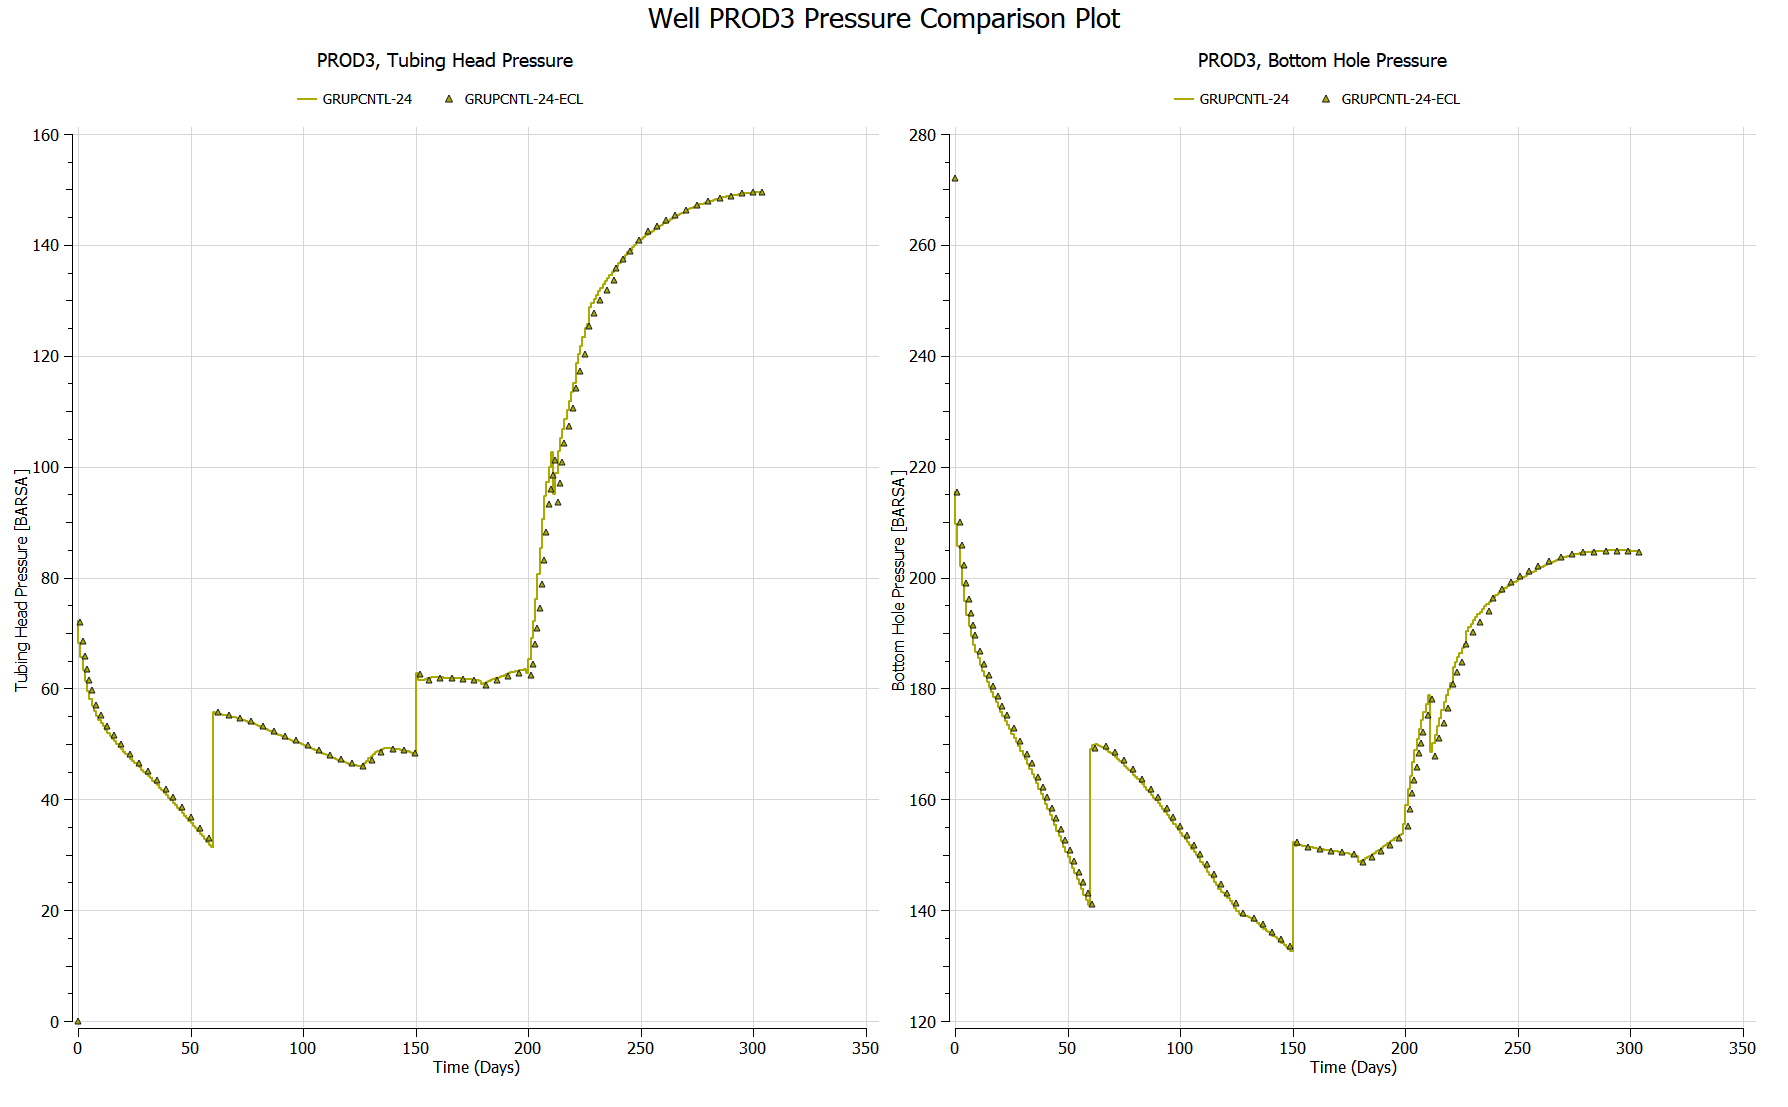 Well PROD3 Pressure Comparison Plot
PROD3, Tubing Head Pressure
GRUPCNTL-24 GRUPCNTL-24-ECL
Tubing Head Pressure [BARSA]
160
140
120
100
80
60
40
20
0
0 50 100 150 200 250 300 350
Time (Days)
PROD3, Bottom Hole Pressure
GRUPCNTL-24 GRUPCNTL-24-ECL
Bottom Hole Pressure [BARSA]
280
260
240
220
200
180
160
140
120
0 50 100 150 200 250 300 350
Time (Days)